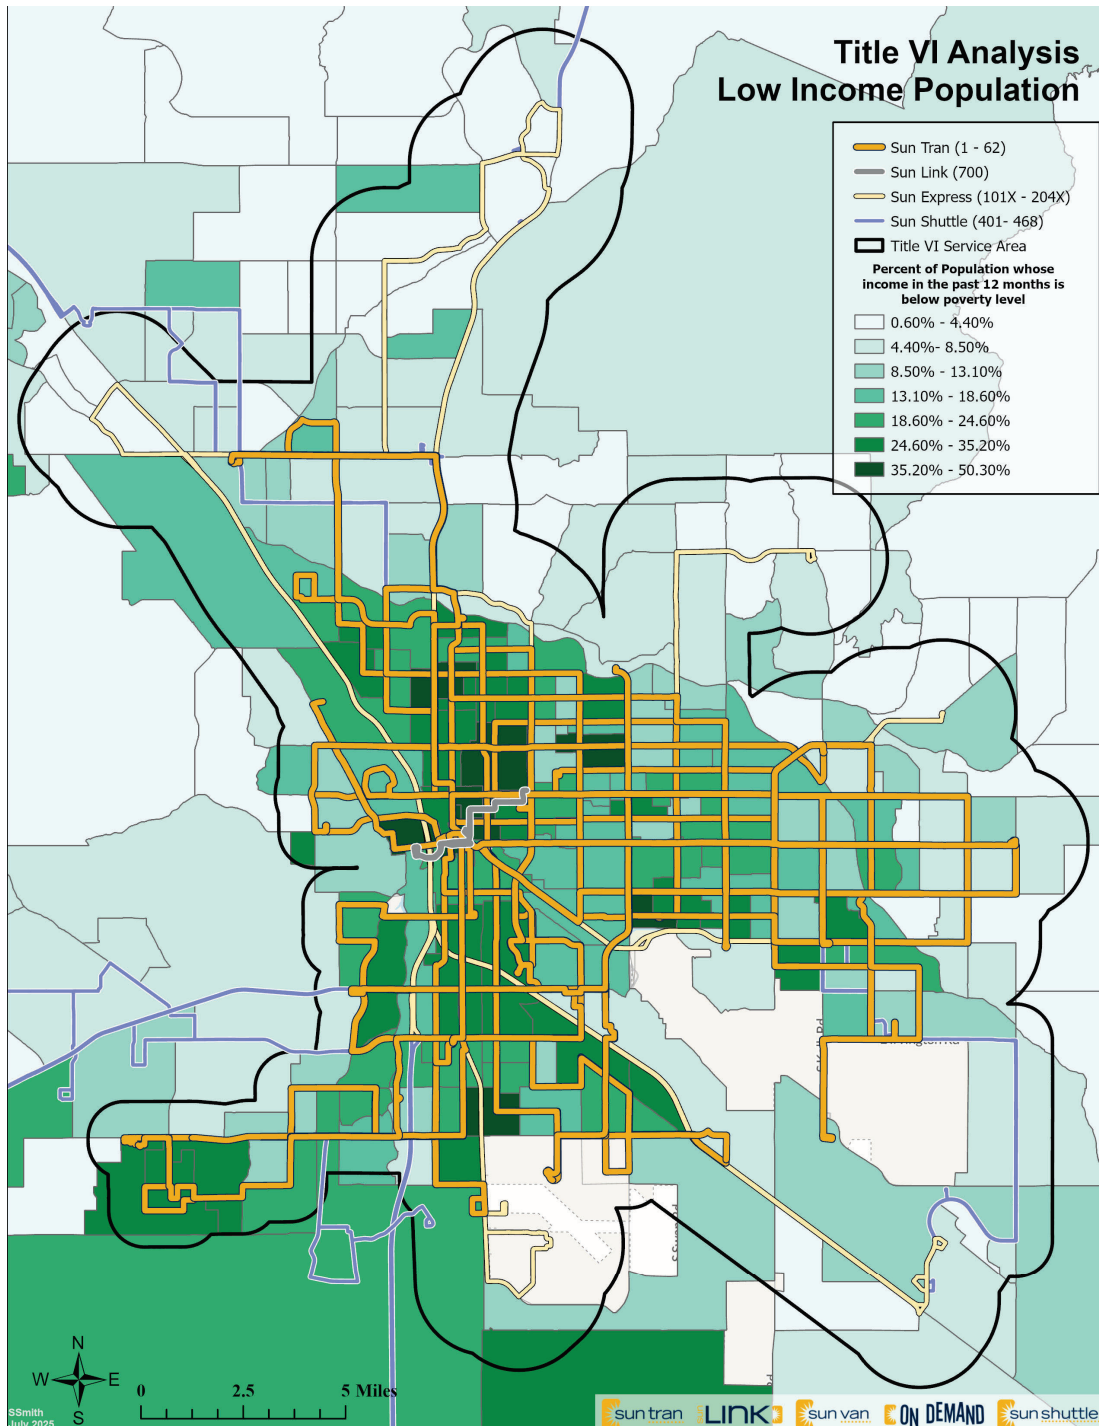 Title VI Analysis
Low Income Population
Sun Tran (1 - 62)
Sun Link (700)
Sun Express (101X - 204X)
Sun Shuttle (401- 468)
Title VI Service Area
Percent of Population whose
income in the past 12 months is
below poverty level
0.60% - 4.40%
4.40%- 8.50%
8.50% - 13.10%
13.10% - 18.60%
18.60% - 24.60%
24.60% - 35.20%
35.20% - 50.30%
N
W E
S
0 2.5 5 Miles
SSmith
July 2025
sun tran LINK sun van ON DEMAND sun shuttle